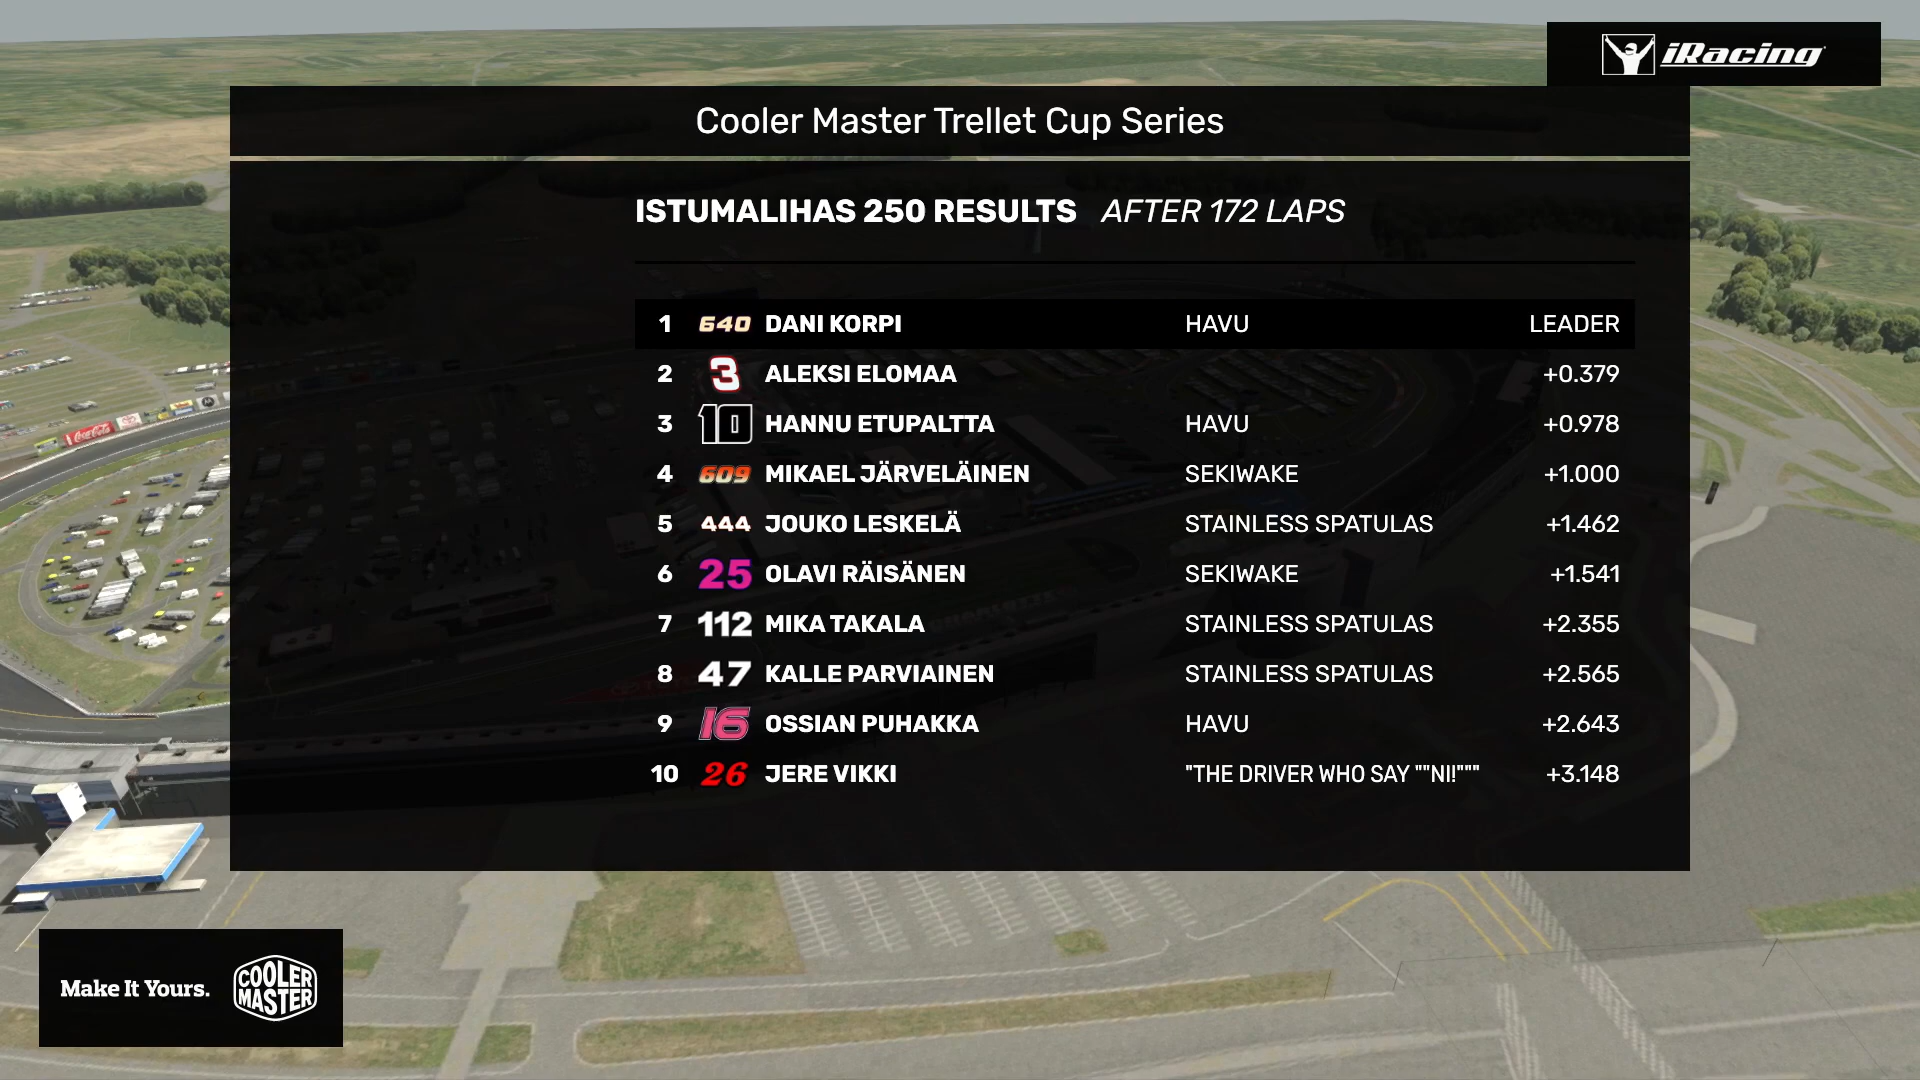 iRacing
Cooler Master Trellet Cup Series
ISTUMALIHAS 250 RESULTS AFTER 172 LAPS
1 640 DANI KORPI HAVU LEADER
2 3 ALEKSI ELOMAA +0.379
3 10 HANNU ETUPALTTA HAVU +0.978
4 609 MIKAEL JÄRVELÄINEN SEKIWAKE +1.000
5 444 JOUKO LESKELÄ STAINLESS SPATULAS +1.462
6 25 OLAVI RÄISÄNEN SEKIWAKE +1.541
7 112 MIKA TAKALA STAINLESS SPATULAS +2.355
8 47 KALLE PARVIAINEN STAINLESS SPATULAS +2.565
9 16 OSSIAN PUHAKKA HAVU +2.643
10 26 JERE VIKKI "THE DRIVER WHO SAY ""NI!""" +3.148
Coca-Cola
Make It Yours.
COOLER
MASTER